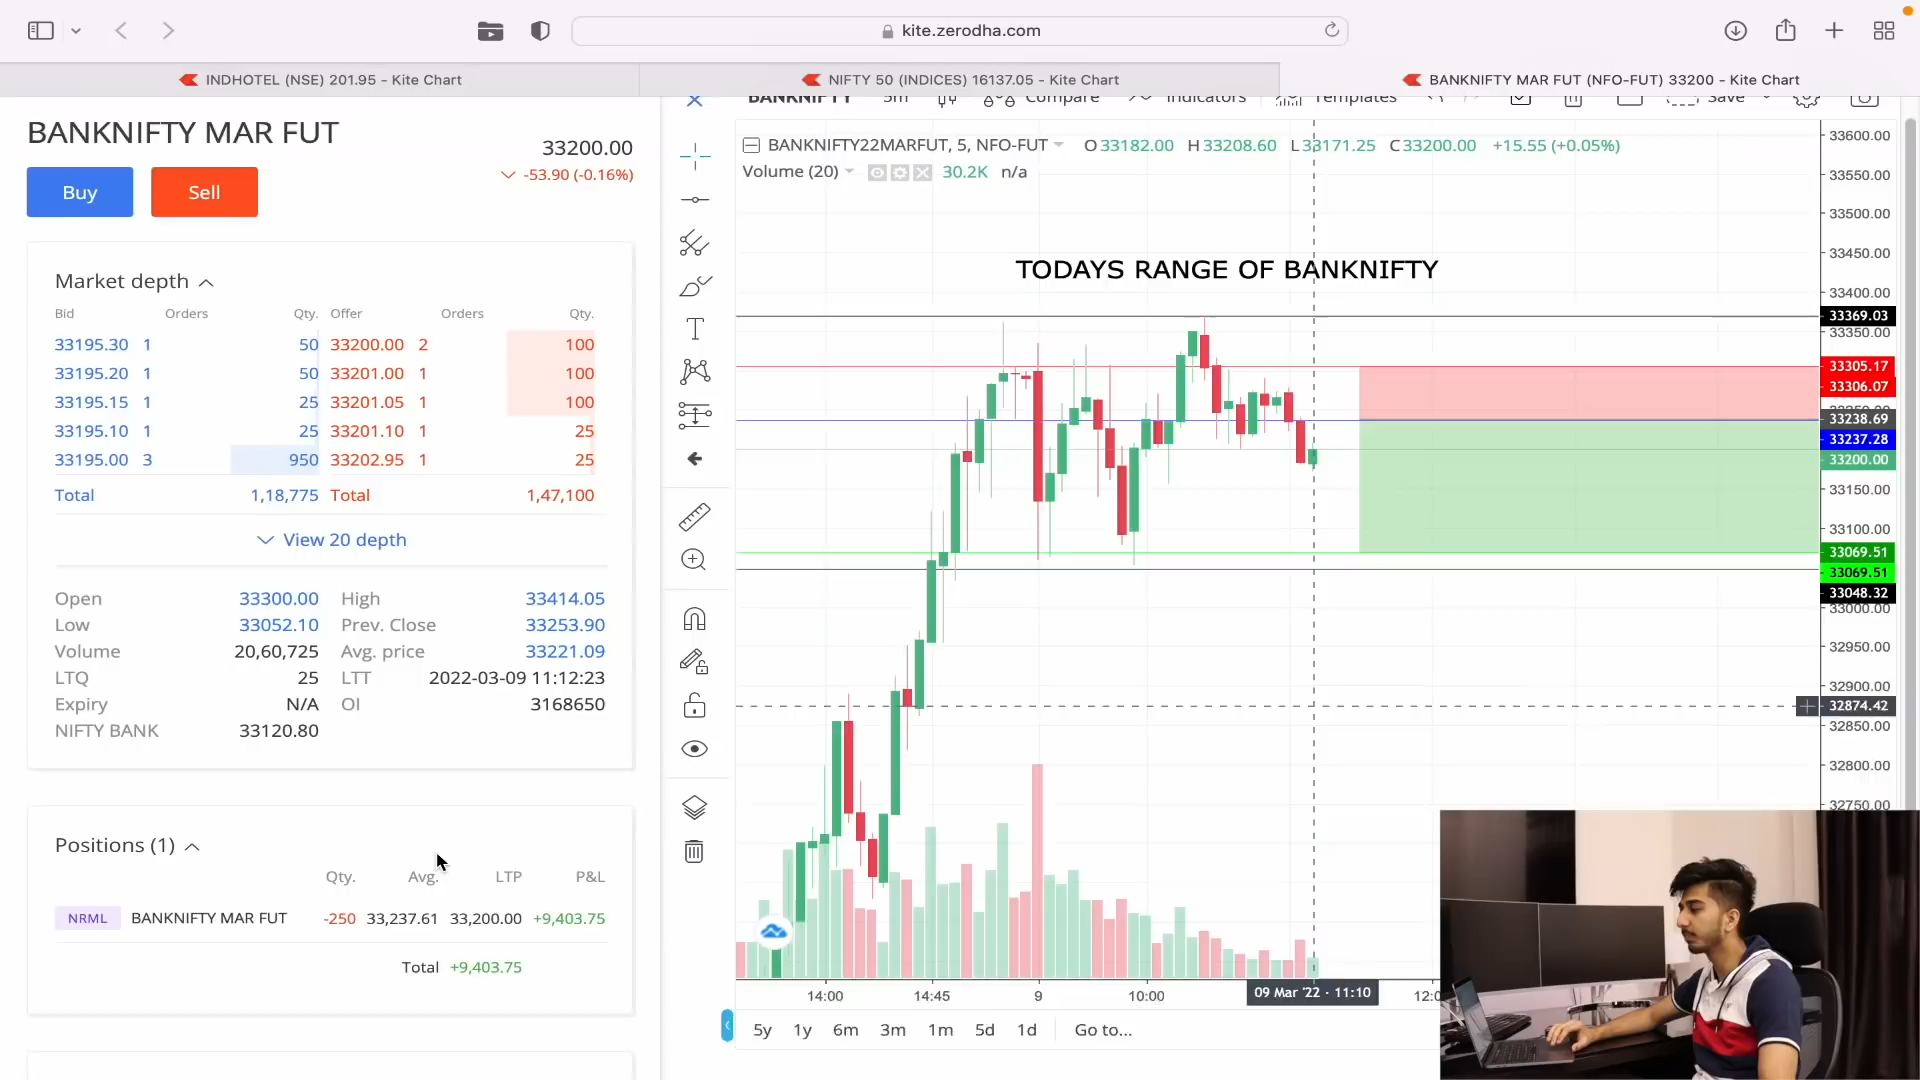 kite.zerodha.com
INDHOTEL (NSE) 201.95 - Kite Chart
NIFTY 50 (INDICES) 16137.05 - Kite Chart
BANKNIFTY MAR FUT (NFO-FUT) 33200 - Kite Chart
BANKNIFTY MAR FUT
33200.00
-53.90 (-0.16%)
Buy
Sell
Market depth
Bid Orders Qty. Offer Orders Qty.
33195.30 1 50 33200.00 2 100
33195.20 1 50 33201.00 1 100
33195.15 1 25 33201.05 1 100
33195.10 1 25 33201.10 1 25
33195.00 3 950 33202.95 1 25
Total 1,18,775 Total 1,47,100
View 20 depth
Open 33300.00 High 33414.05
Low 33052.10 Prev. Close 33253.90
Volume 20,60,725 Avg. price 33221.09
LTQ 25 LTT 2022-03-09 11:12:23
Expiry N/A OI 3168650
NIFTY BANK 33120.80
Positions (1)
Qty. Avg. LTP P&L
NRML BANKNIFTY MAR FUT -250 33,237.61 33,200.00 +9,403.75
Total +9,403.75
BANKNIFTY 5m Compare Indicators Templates Save
BANKNIFTY22MARFUT, 5, NFO-FUT O33182.00 H33208.60 L33171.25 C33200.00 +15.55 (+0.05%)
Volume (20) 30.2K n/a
TODAYS RANGE OF BANKNIFTY
33600.00
33550.00
33500.00
33450.00
33400.00
33369.03
33350.00
33305.17
33306.07
33238.69
33237.28
33200.00
33150.00
33100.00
33069.51
33069.51
33048.32
33000.00
32950.00
32900.00
32874.42
32850.00
32800.00
32750.00
14:00 14:45 9 10:00 09 Mar '22 · 11:10
5y 1y 6m 3m 1m 5d 1d Go to...